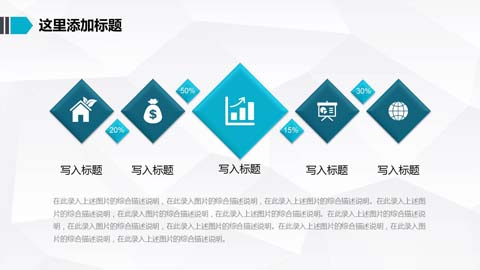 这里添加标题
50%
30%
20%
15%
写入标题
写入标题
写入标题
写入标题
写入标题
在此录入上述图片的综合描述说明，在此录入图片的综合描述说明，在此录入上述图片的综合描述说明。在此录入上述图
片的综合描述说明，在此录入图片的综合描述说明，在此录入上述图片的综合描述说明。在此录入上述图片的综合描述说
明，在此录入图片的综合描述说明，在此录入上述图片的综合描述说明。在此录入上述图片的综合描述说明，在此录入图
片的综合描述说明，在此录入上述图片的综合描述说明。